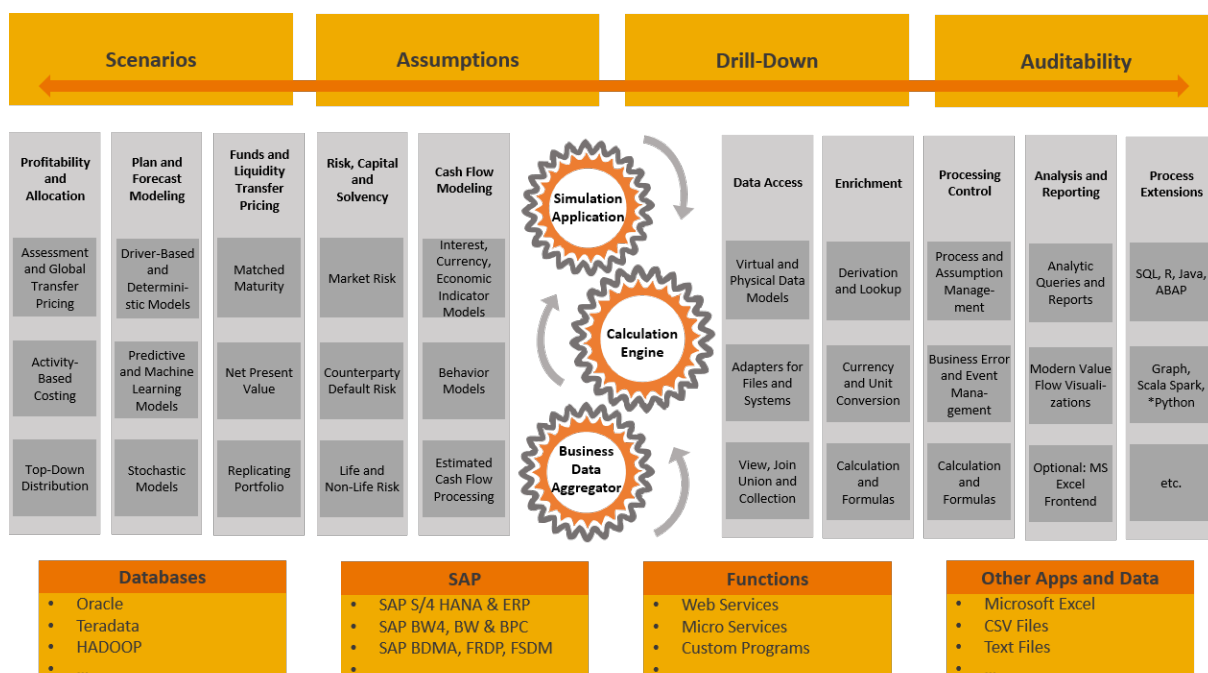 Scenarios
Assumptions
Drill-Down
Auditability
Profitability
and
Allocation
Assessment
and Global
Transfer
Pricing
Activity-
Based
Costing
Top-Down
Distribution
Plan and
Forecast
Modeling
Driver-Based
and
Determini-
stic Models
Predictive
and Machine
Learning
Models
Stochastic
Models
Funds and
Liquidity
Transfer
Pricing
Matched
Maturity
Net Present
Value
Replicating
Portfolio
Risk, Capital
and
Solvency
Market Risk
Counterparty
Default Risk
Life and
Non-Life Risk
Cash Flow
Modeling
Interest,
Currency,
Economic
Indicator
Models
Behavior
Models
Estimated
Cash Flow
Processing
Simulation
Application
Calculation
Engine
Business
Data
Aggregator
Data Access
Virtual and
Physical Data
Models
Adapters for
Files and
Systems
View, Join
Union and
Collection
Enrichment
Derivation
and Lookup
Currency
and Unit
Conversion
Calculation
and
Formulas
Processing
Control
Process and
Assumption
Manage-
ment
Business Error
and Event
Mana-
gement
Calculation
and
Formulas
Analysis and
Reporting
Analytic
Queries and
Reports
Modern Value
Flow Visuali-
zations
Optional: MS
Excel
Frontend
Process
Extensions
SQL, R, Java,
ABAP
Graph,
Scala Spark,
*Python
etc.
Databases
• Oracle
• Teradata
• HADOOP
• ...
SAP
• SAP S/4 HANA & ERP
• SAP BW4, BW & BPC
• SAP BDMA, FRDP, FSDM
•
Functions
• Web Services
• Micro Services
• Custom Programs
•
Other Apps and Data
• Microsoft Excel
• CSV Files
• Text Files
• ...